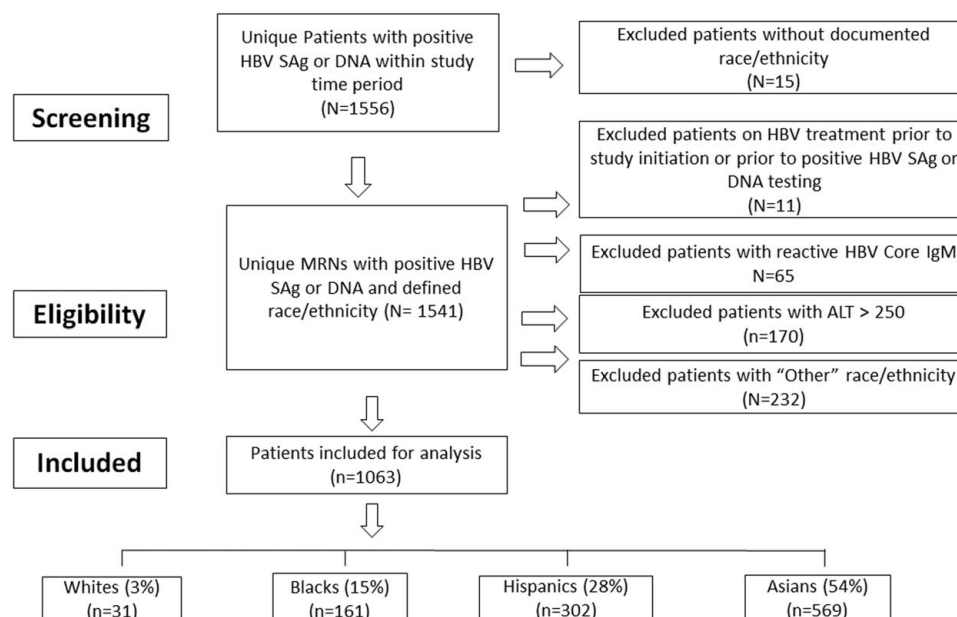 Unique Patients with positive
HBV SAg or DNA within study
time period
(N=1556)
Excluded patients without documented
race/ethnicity
(N=15)
Screening
Excluded patients on HBV treatment prior to
study initiation or prior to positive HBV SAg or
DNA testing
(N=11)
Unique MRNs with positive HBV
SAg or DNA and defined
race/ethnicity (N= 1541)
Excluded patients with reactive HBV Core IgM
N=65
Eligibility
Excluded patients with ALT > 250
(n=170)
Excluded patients with “Other” race/ethnicity
(N=232)
Included
Patients included for analysis
(n=1063)
Whites (3%)
(n=31)
Blacks (15%)
(n=161)
Hispanics (28%)
(n=302)
Asians (54%)
(n=569)